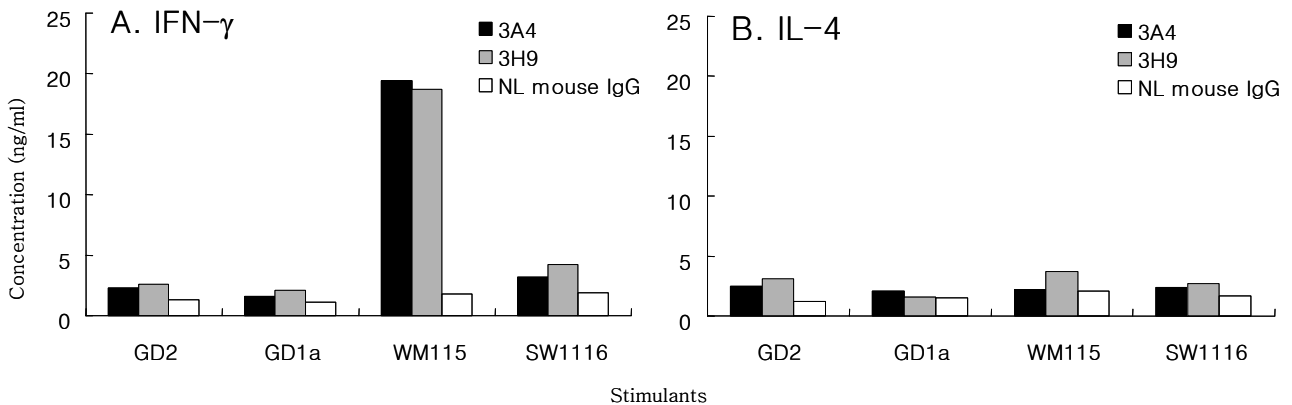 A. IFN-γ
3A4
3H9
NL mouse IgG
25
20
15
10
5
0
Concentration (ng/ml)
GD2 GD1a WM115 SW1116
B. IL-4
3A4
3H9
NL mouse IgG
25
20
15
10
5
0
GD2 GD1a WM115 SW1116
Stimulants